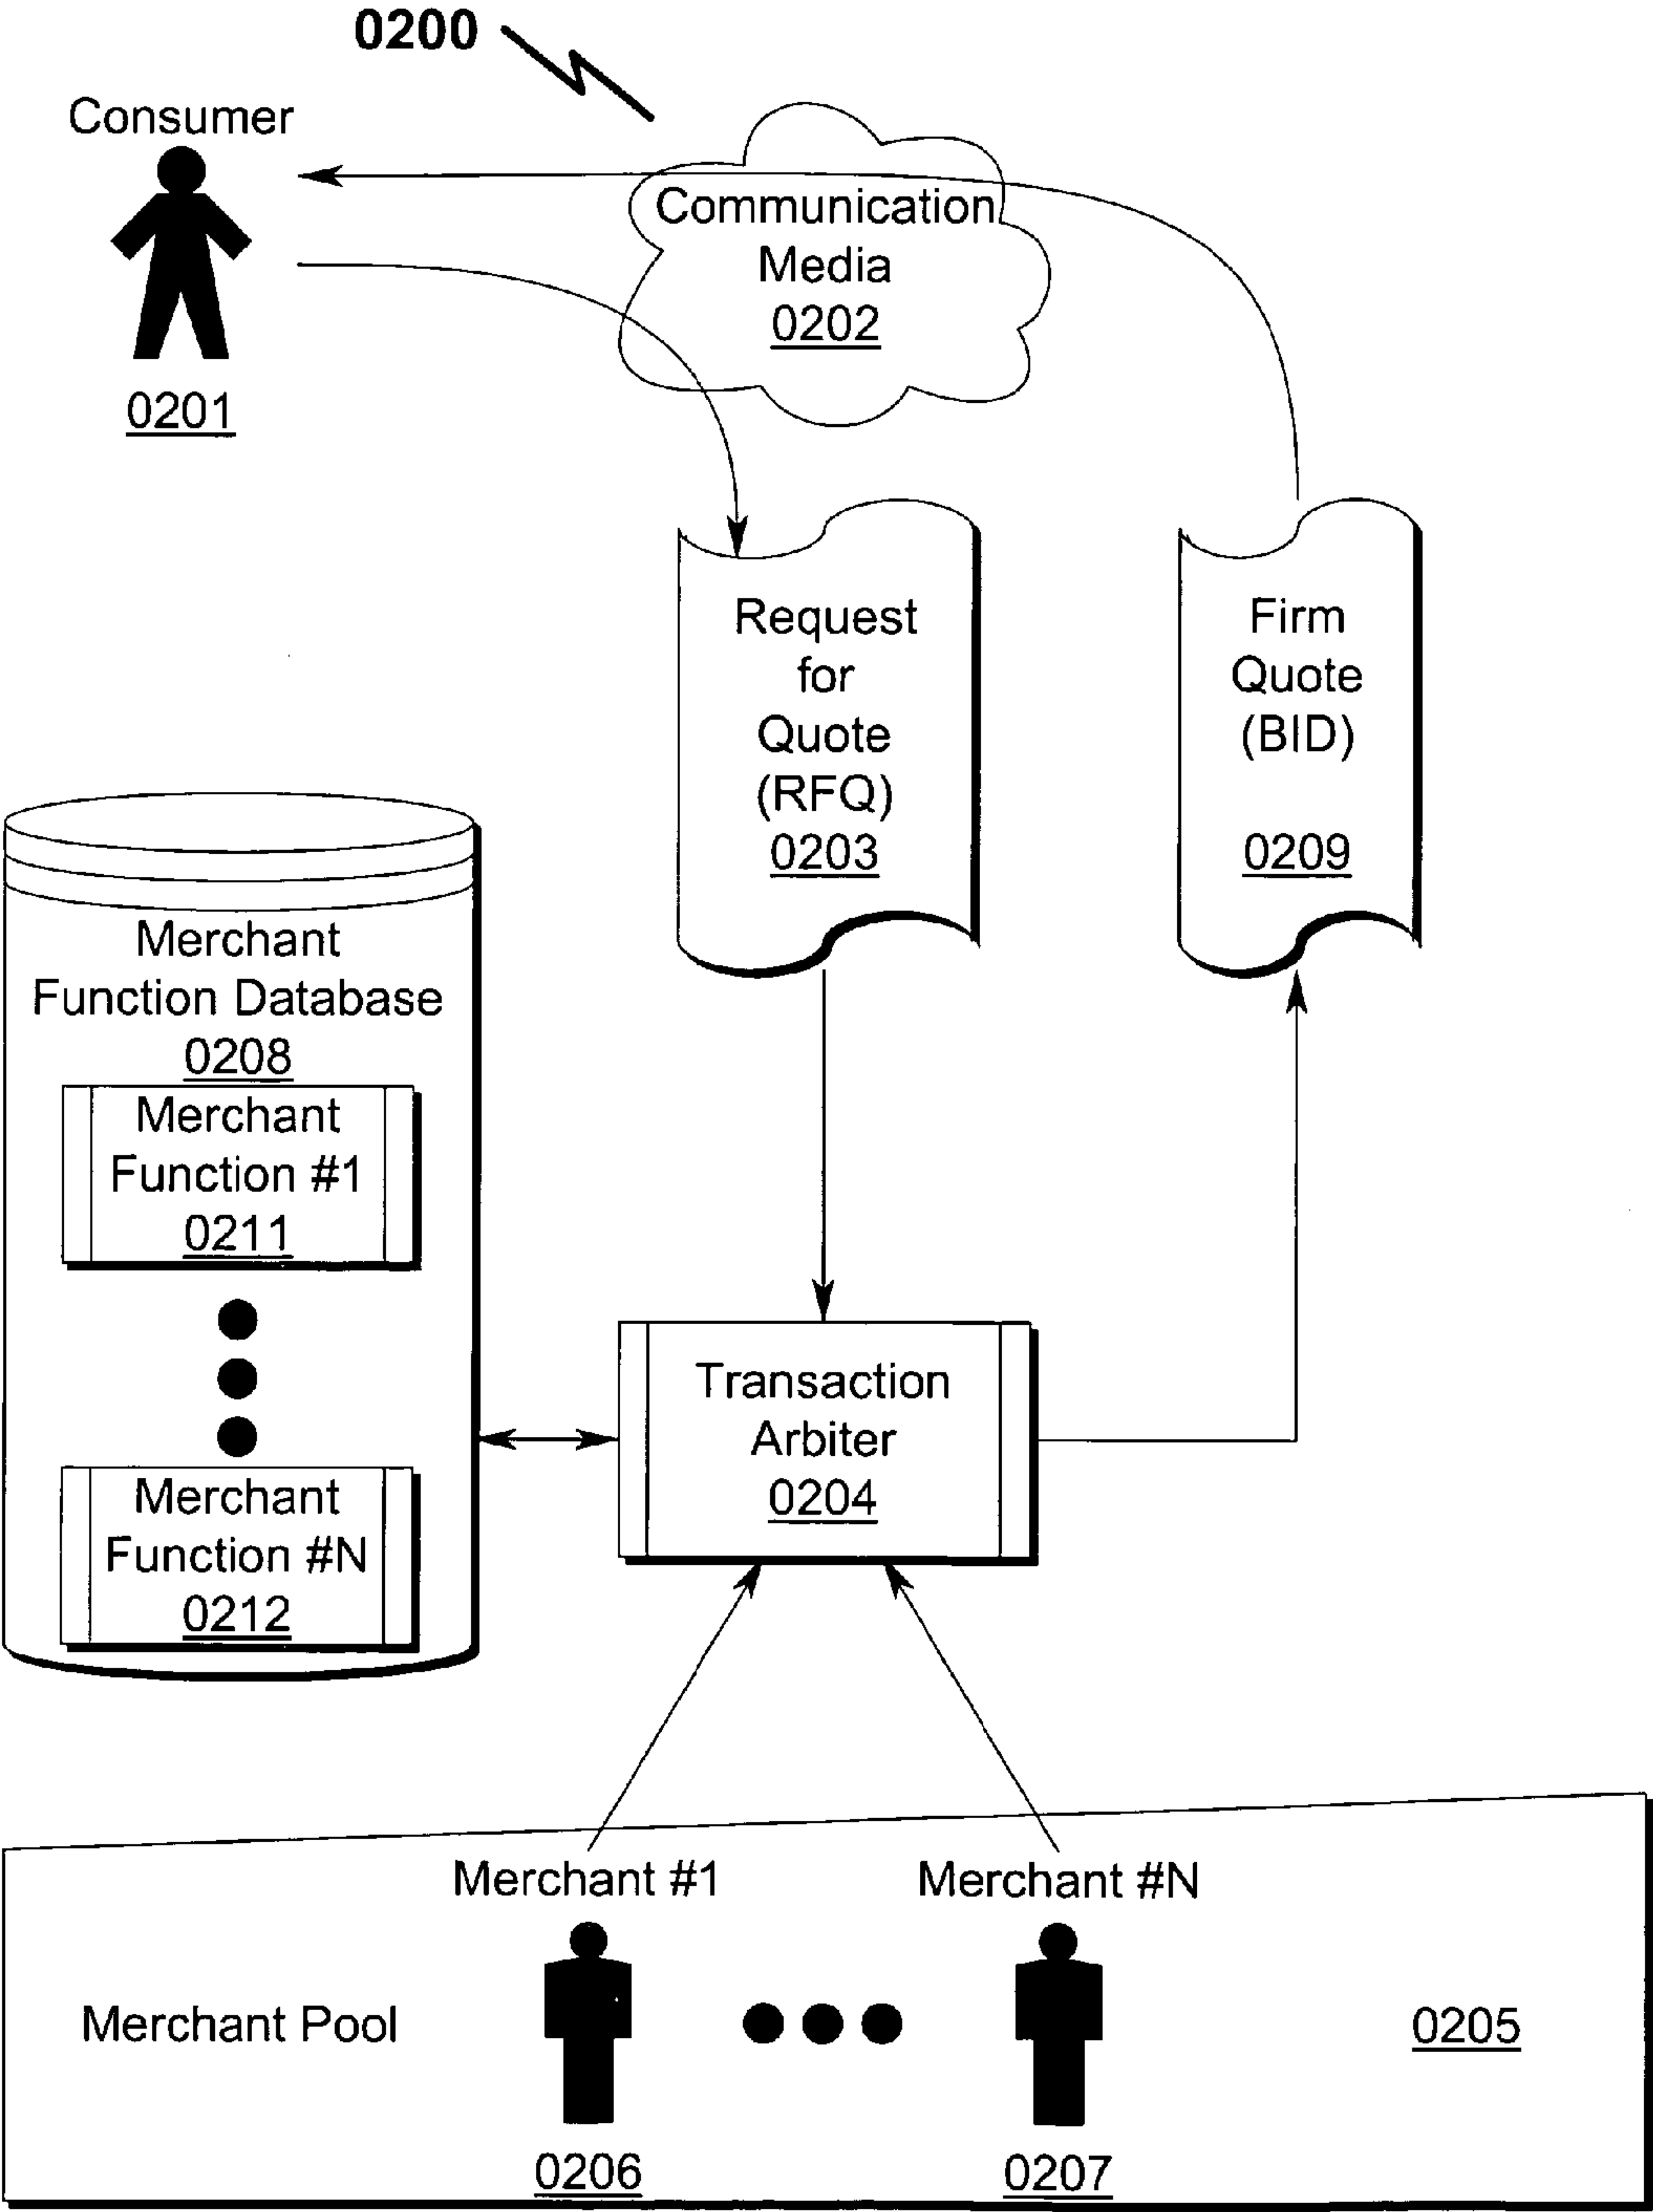 0200
Consumer
0201
Communication
Media
0202
Request
for
Quote
(RFQ)
0203
Firm
Quote
(BID)
0209
Merchant
Function Database
0208
Merchant
Function #1
0211
Merchant
Function #N
0212
Transaction
Arbiter
0204
Merchant #1
Merchant #N
Merchant Pool
0205
0206
0207